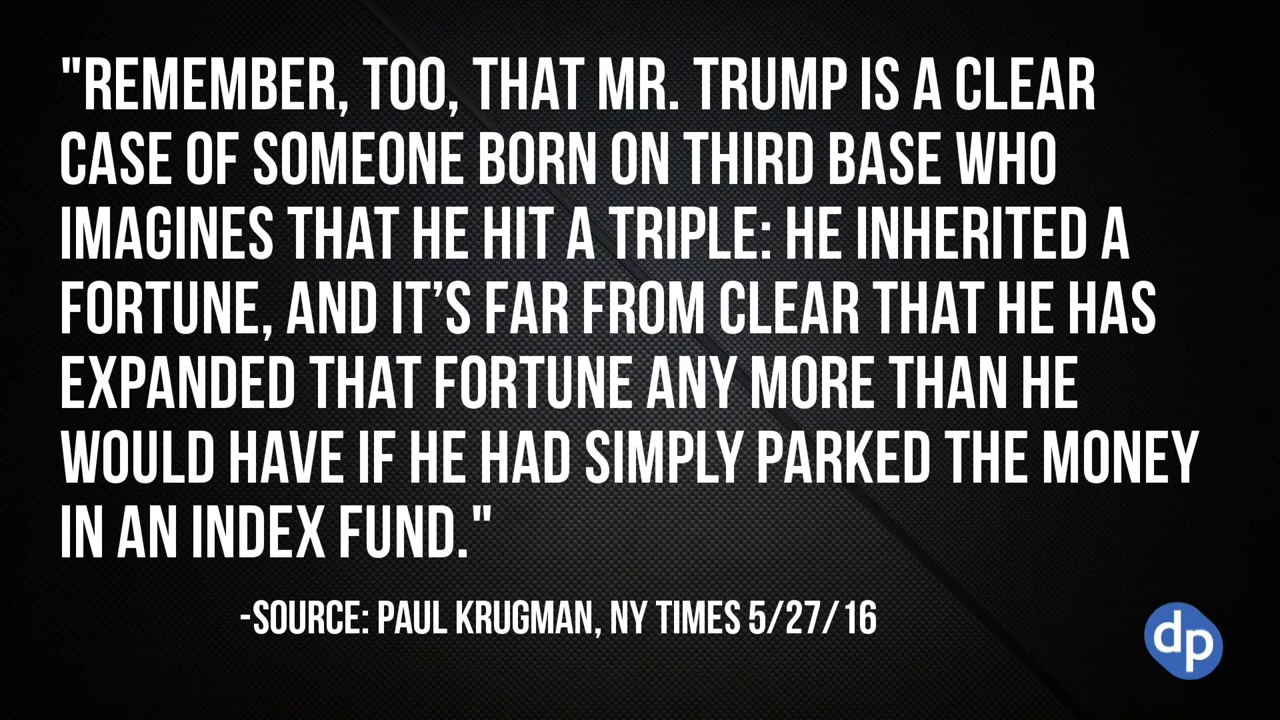 "REMEMBER, TOO, THAT MR. TRUMP IS A CLEAR
CASE OF SOMEONE BORN ON THIRD BASE WHO
IMAGINES THAT HE HIT A TRIPLE: HE INHERITED A
FORTUNE, AND IT’S FAR FROM CLEAR THAT HE HAS
EXPANDED THAT FORTUNE ANY MORE THAN HE
WOULD HAVE IF HE HAD SIMPLY PARKED THE MONEY
IN AN INDEX FUND."
-SOURCE: PAUL KRUGMAN, NY TIMES 5/27/16
dp